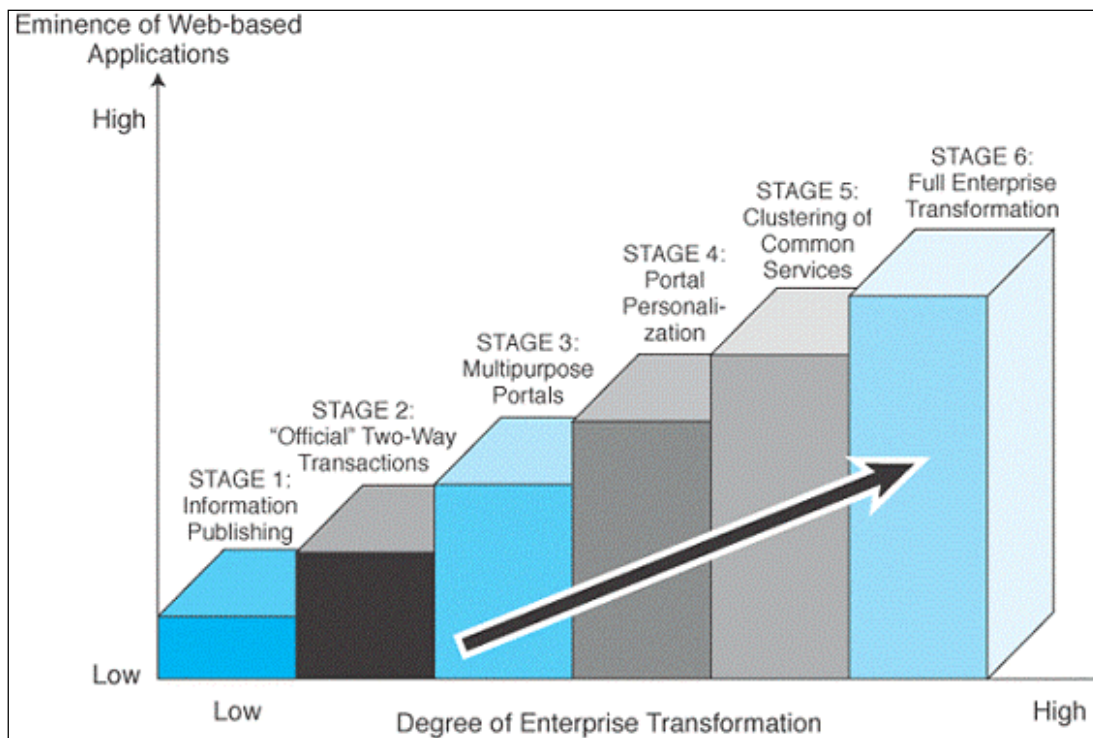 Eminence of Web-based
Applications
High
STAGE 6:
Full Enterprise
Transformation
STAGE 5:
Clustering of
Common
Services
STAGE 4:
Portal
Personali-
zation
STAGE 3:
Multipurpose
Portals
STAGE 2:
“Official” Two-Way
Transactions
STAGE 1:
Information
Publishing
Low
Low
Degree of Enterprise Transformation
High